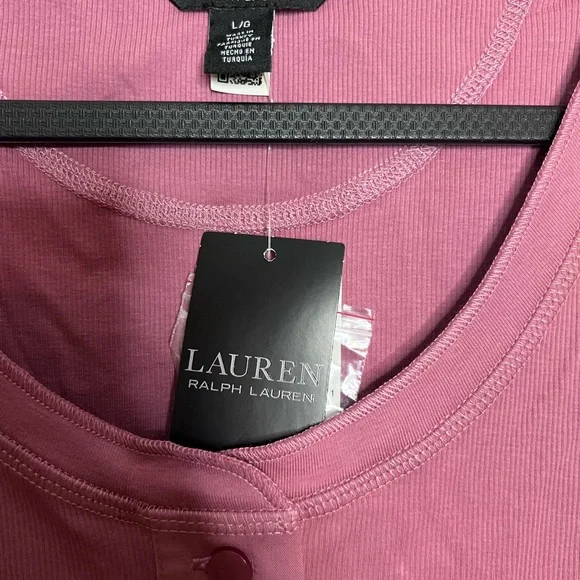 L/G
MADE IN
TURKEY
FABRIQUÉ EN
TURQUIE
HECHO EN
TURQUÍA
LAUREN
RALPH LAUREN